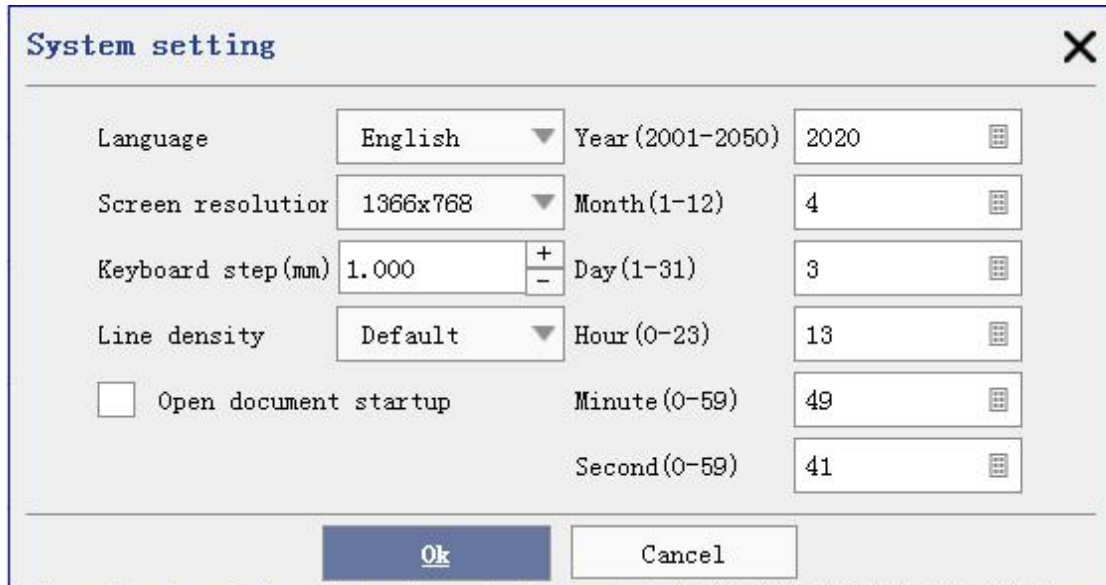 System setting
Language English Year(2001-2050) 2020
Screen resolution 1366x768 Month(1-12) 4
Keyboard step(mm) 1.000 + - Day(1-31) 3
Line density Default Hour(0-23) 13
Open document startup Minute(0-59) 49
Second(0-59) 41
Ok Cancel